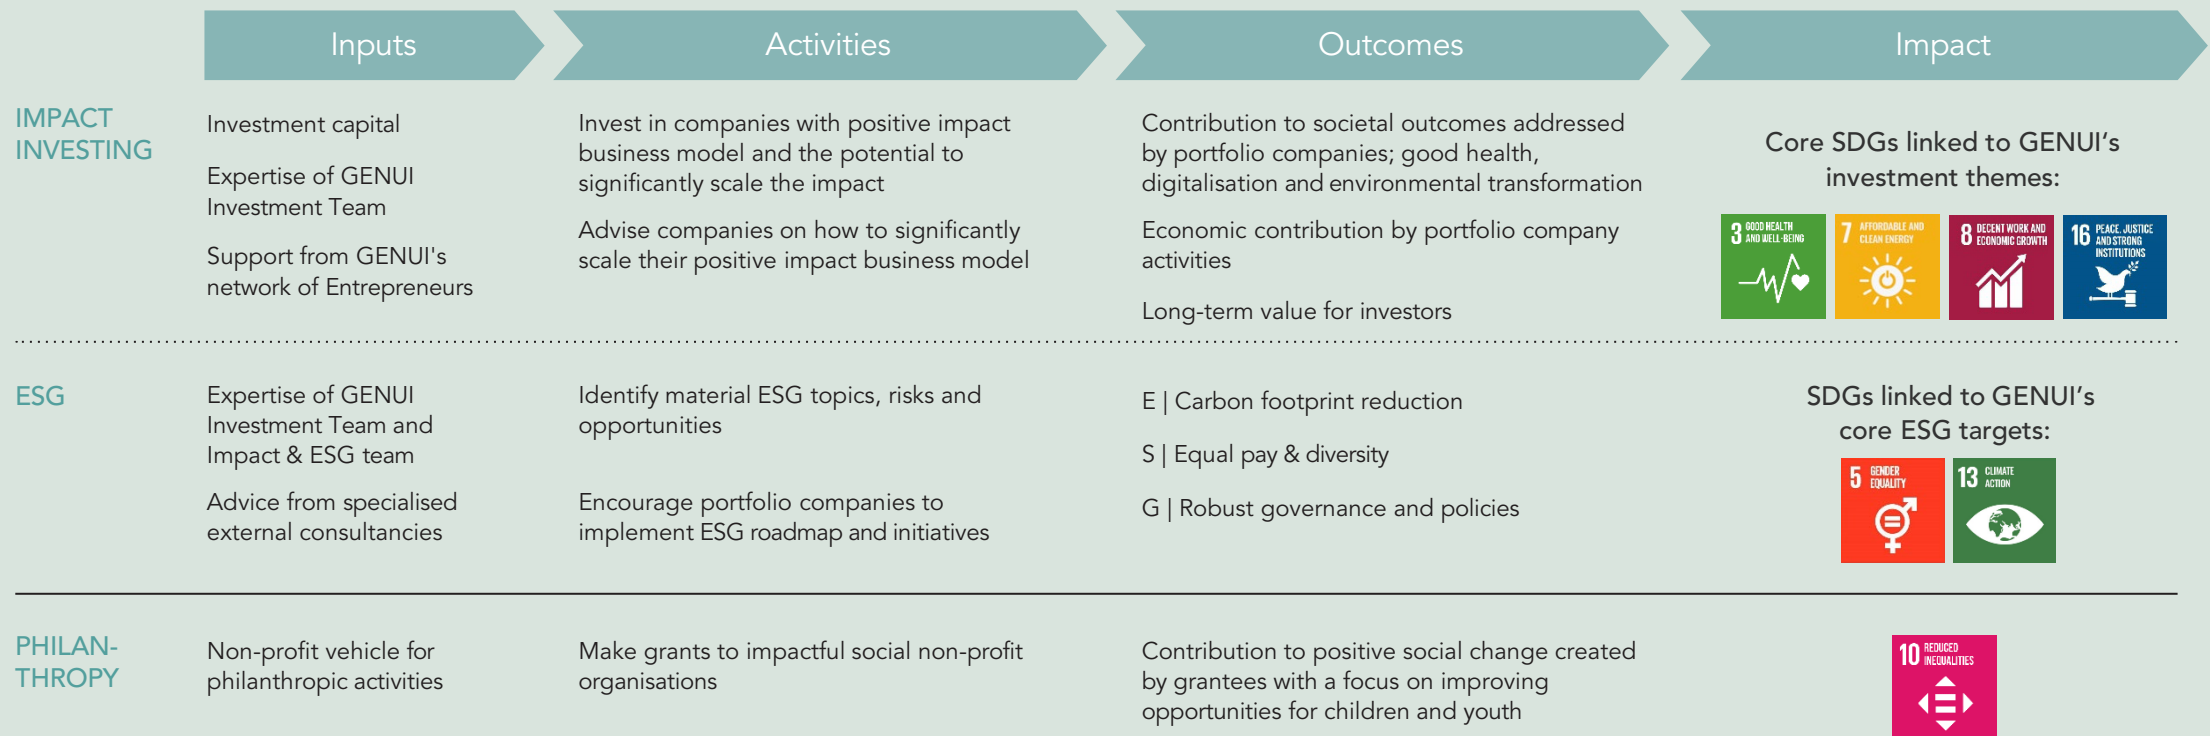 Inputs
Activities
Outcomes
Impact
IMPACT
INVESTING
Investment capital
Expertise of GENUI
Investment Team
Support from GENUI's
network of Entrepreneurs
Invest in companies with positive impact
business model and the potential to
significantly scale the impact
Advise companies on how to significantly
scale their positive impact business model
Contribution to societal outcomes addressed
by portfolio companies; good health,
digitalisation and environmental transformation
Economic contribution by portfolio company
activities
Long-term value for investors
Core SDGs linked to GENUI’s
investment themes:
3 GOOD HEALTH
AND WELL-BEING
7 AFFORDABLE AND
CLEAN ENERGY
8 DECENT WORK AND
ECONOMIC GROWTH
16 PEACE, JUSTICE
AND STRONG
INSTITUTIONS
ESG
Expertise of GENUI
Investment Team and
Impact & ESG team
Advice from specialised
external consultancies
Identify material ESG topics, risks and
opportunities
Encourage portfolio companies to
implement ESG roadmap and initiatives
E | Carbon footprint reduction
S | Equal pay & diversity
G | Robust governance and policies
SDGs linked to GENUI’s
core ESG targets:
5 GENDER
EQUALITY
13 CLIMATE
ACTION
PHILAN-
THROPY
Non-profit vehicle for
philanthropic activities
Make grants to impactful social non-profit
organisations
Contribution to positive social change created
by grantees with a focus on improving
opportunities for children and youth
10 REDUCED
INEQUALITIES